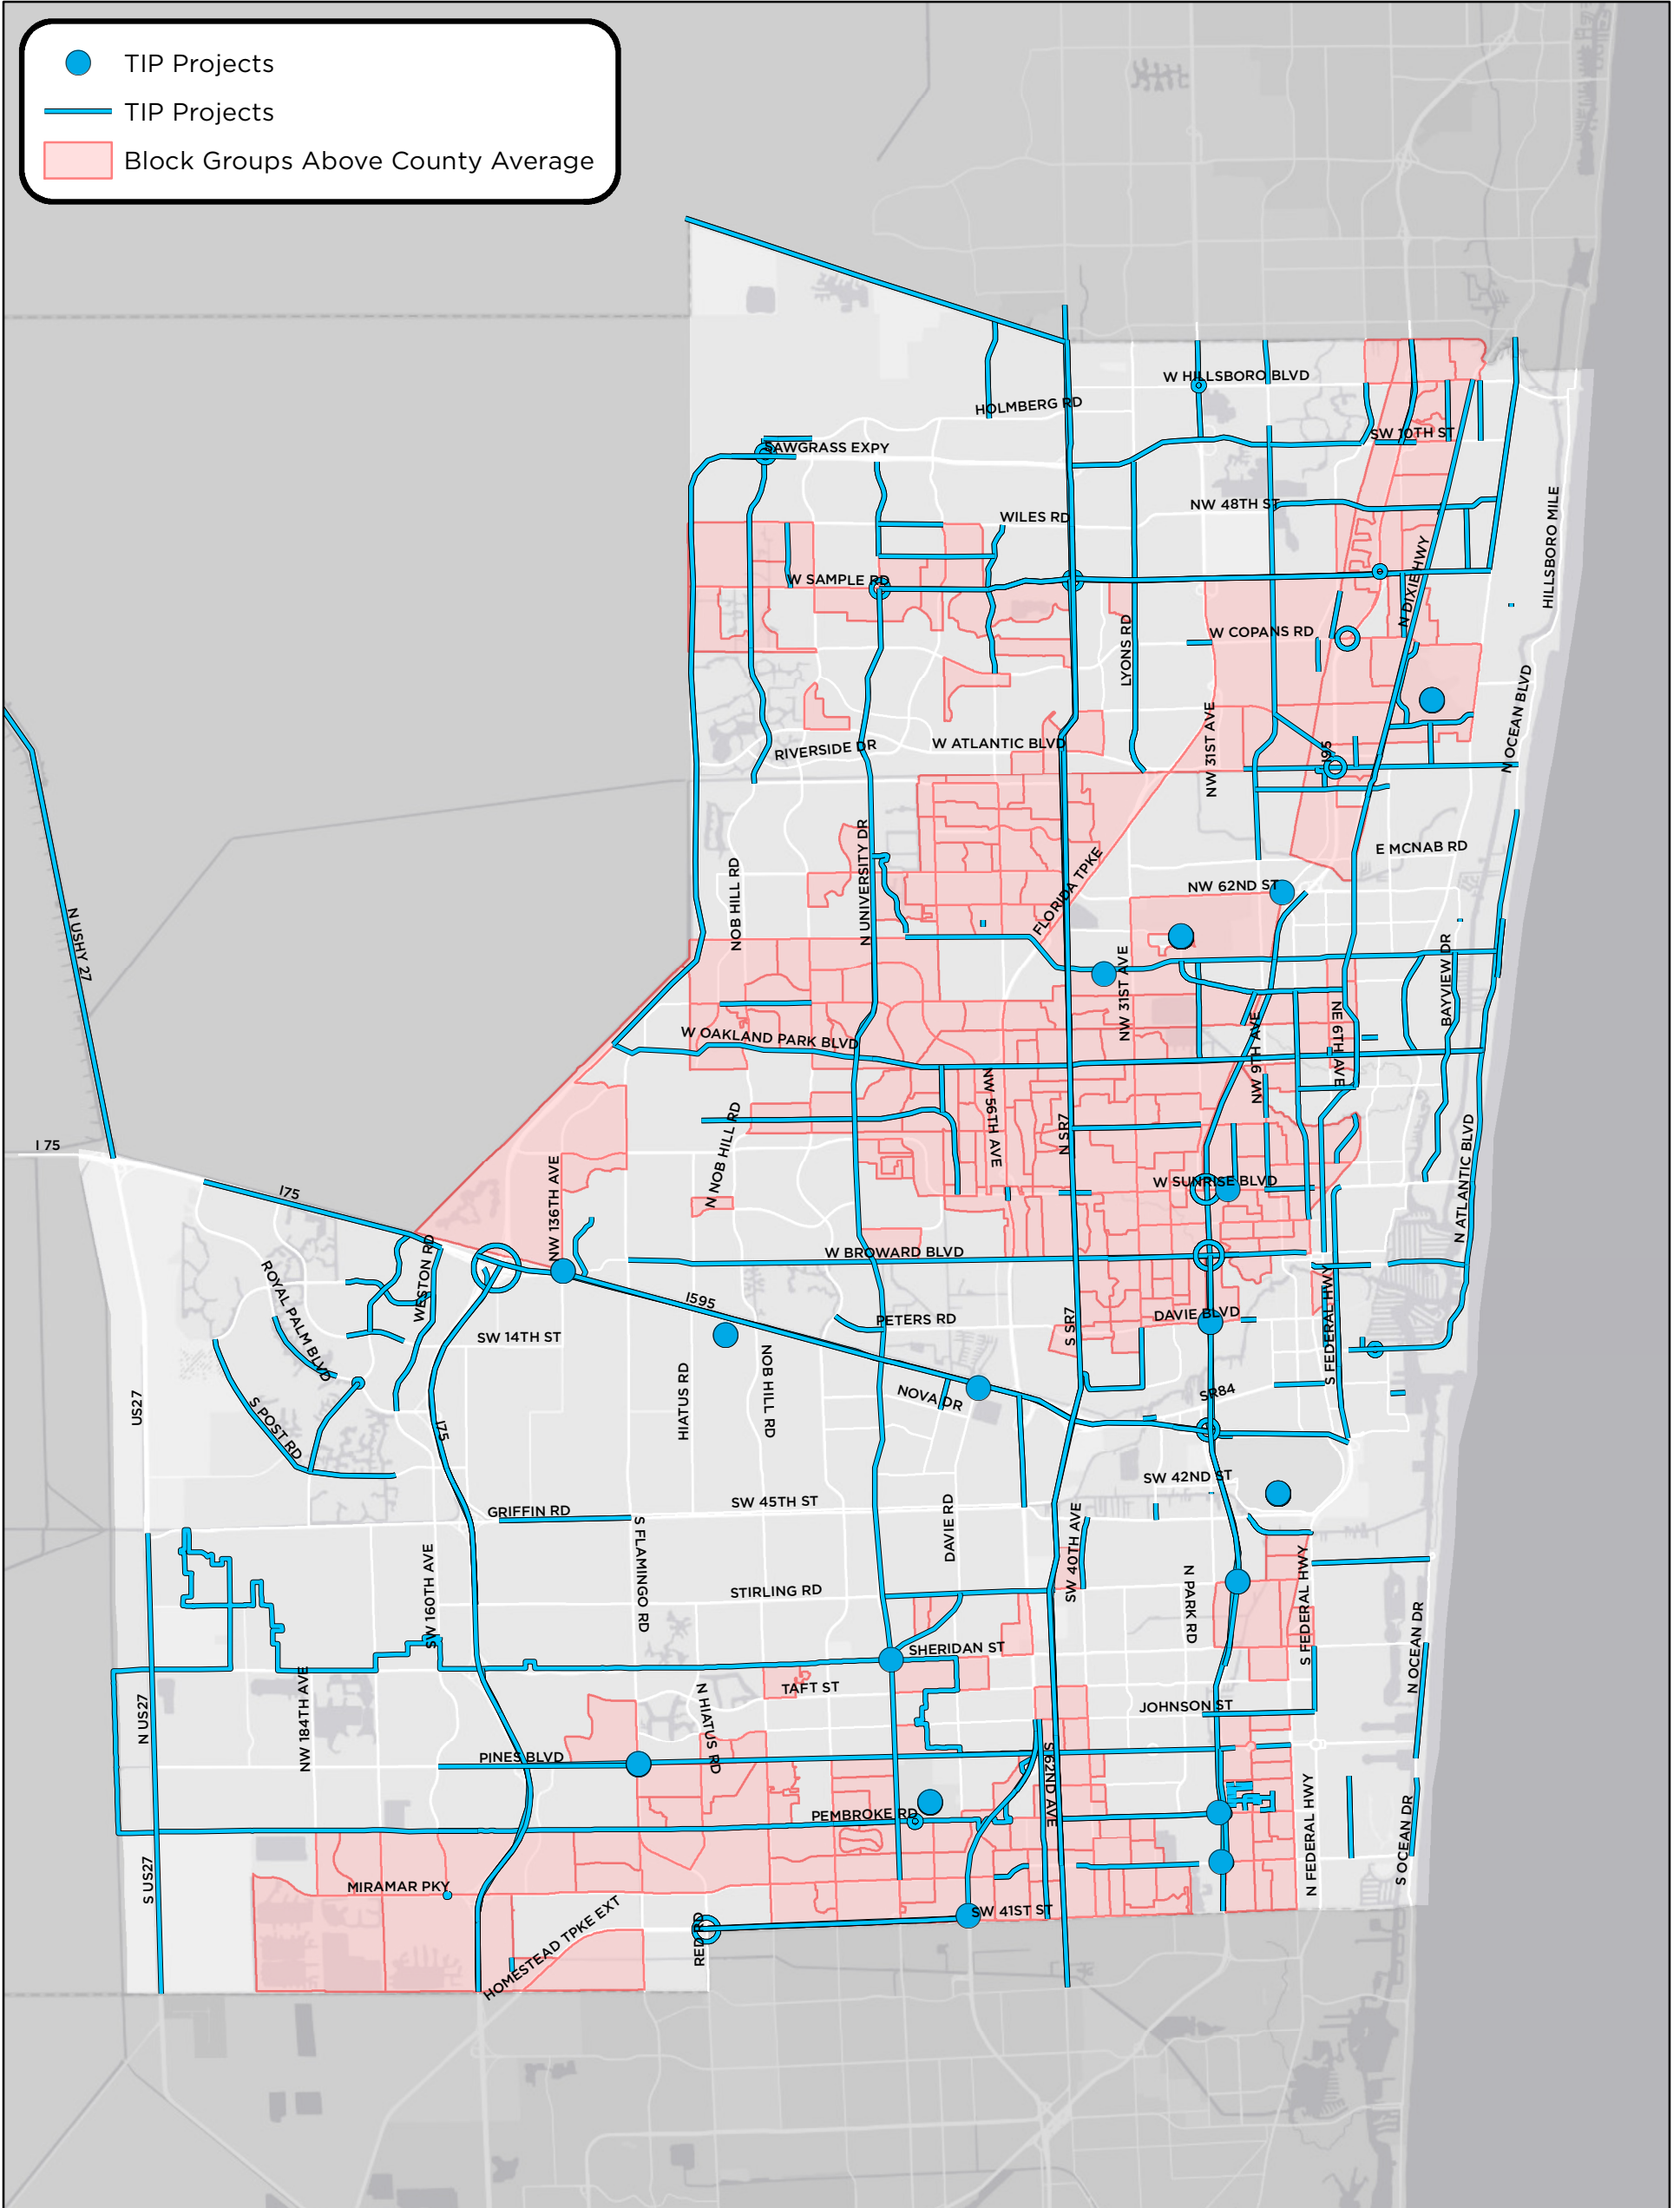 TIP Projects
TIP Projects
Block Groups Above County Average
W HILLSBORO BLVD
HOLMBERG RD
SW 10TH ST
SAWGRASS EXPY
NW 48TH ST
WILES RD
HILLSBORO MILE
W SAMPLE RD
N DIXIE HWY
W COPANS RD
LYONS RD
NW 31ST AVE
N OCEAN BLVD
RIVERSIDE DR
W ATLANTIC BLVD
I95
N UNIVERSITY DR
E MCNAB RD
NOB HILL RD
FLORIDA TPKE
NW 62ND ST
N USHY 27
NW 31ST AVE
BAYVIEW DR
NE 6TH AVE
NW 9TH AVE
W OAKLAND PARK BLVD
NW 56TH AVE
N NOB HILL RD
N SR7
N ATLANTIC BLVD
I 75
I75
NW 136TH AVE
W SUNRISE BLVD
WESTON RD
ROYAL PALM BLVD
W BROWARD BLVD
I595
PETERS RD
DAVIE BLVD
S SR7
S FEDERAL HWY
SW 14TH ST
HIATUS RD
NOB HILL RD
NOVA DR
SR84
US27
S POST RD
I75
SW 42ND ST
GRIFFIN RD
SW 45TH ST
S FLAMINGO RD
DAVIE RD
SW 40TH AVE
SW 160TH AVE
STIRLING RD
N PARK RD
S FEDERAL HWY
N OCEAN DR
SHERIDAN ST
TAFT ST
N US27
NW 184TH AVE
N HIATUS RD
JOHNSON ST
PINES BLVD
S 62ND AVE
PEMBROKE RD
N FEDERAL HWY
S OCEAN DR
S US27
MIRAMAR PKY
HOMESTEAD TPKE EXT
RED RD
SW 41ST ST